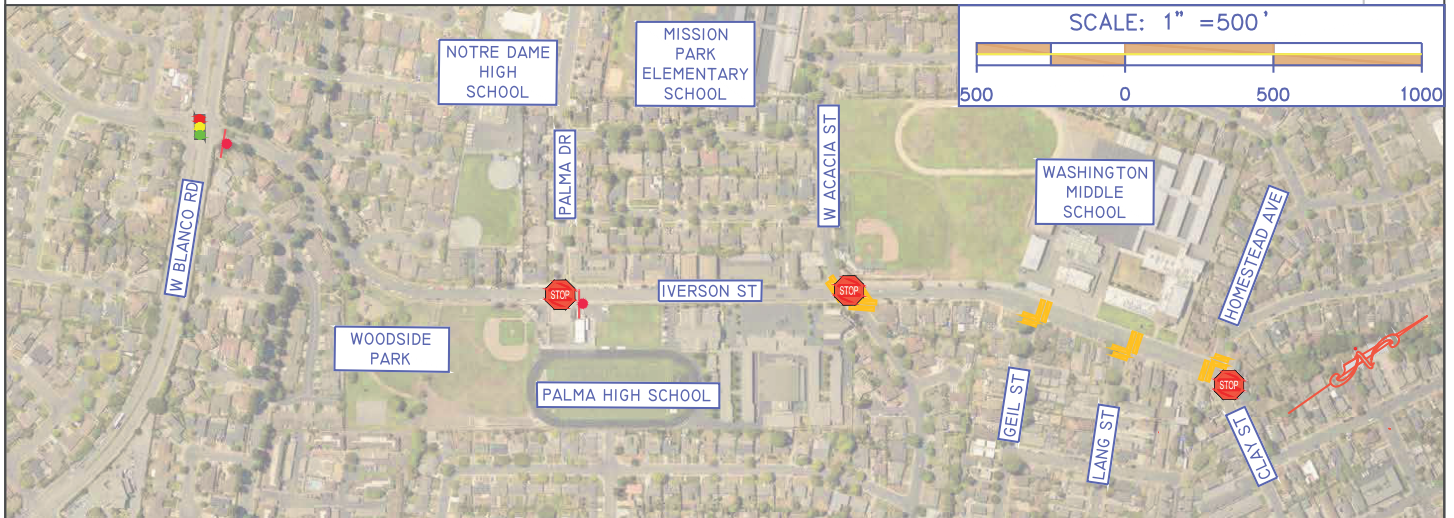 SCALE: 1" =500'
500 0 500 1000
NOTRE DAME
HIGH
SCHOOL
MISSION
PARK
ELEMENTARY
SCHOOL
PALMA DR
W ACACIA ST
WASHINGTON
MIDDLE
SCHOOL
W BLANCO RD
HOMESTEAD AVE
STOP
IVERSON ST
STOP
WOODSIDE
PARK
PALMA HIGH SCHOOL
GEIL ST
LANG ST
STOP
CLAY ST